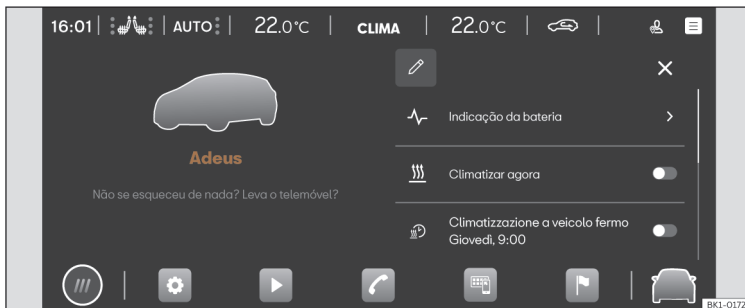 16:01 AUTO 22.0°C CLIMA 22.0°C
Adeus
Não se esqueceu de nada? Leva o telemóvel?
Indicação da bateria
Climatizar agora
Climatizzazione a veicolo fermo
Giovedì, 9:00
BK1-0172